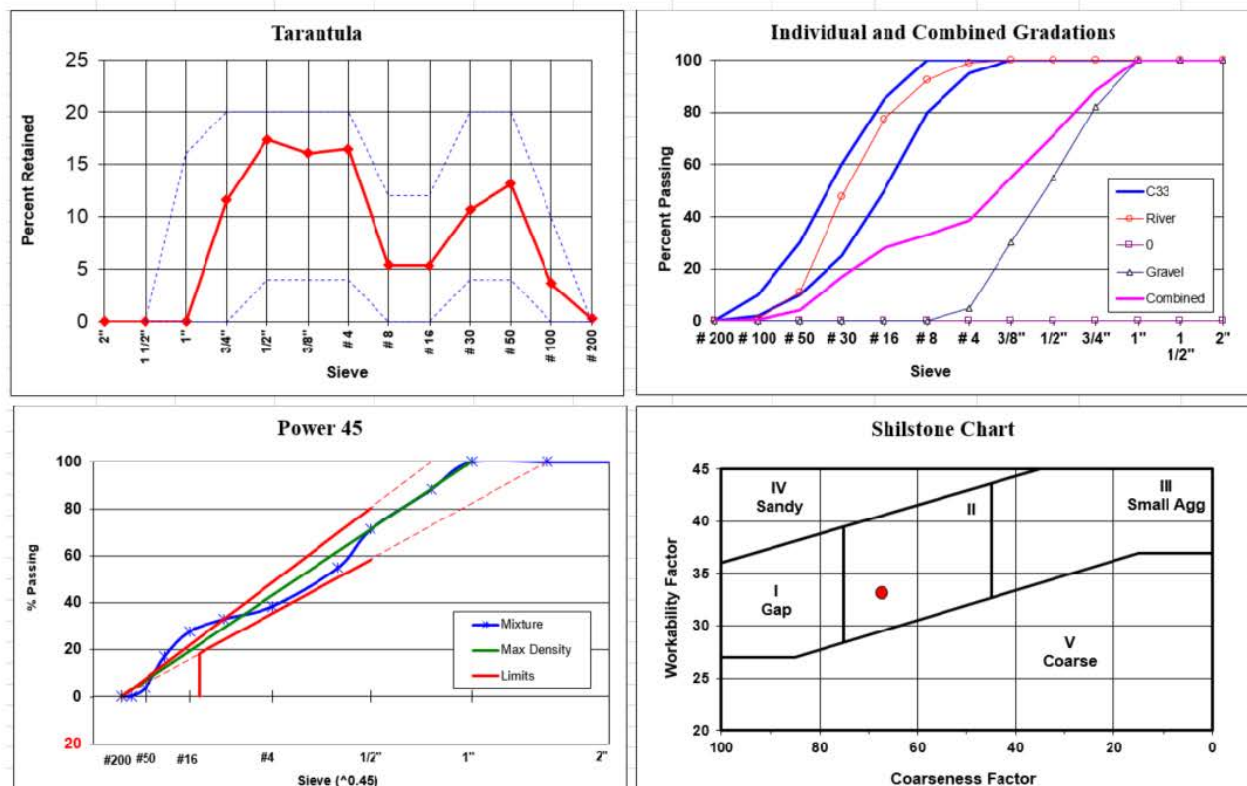 Tarantula
25
20
15
10
5
0
Percent Retained
2"
1 1/2"
1"
3/4"
1/2"
3/8"
# 4
# 8
# 16
# 30
# 50
# 100
# 200
Sieve
Individual and Combined Gradations
100
80
60
40
20
0
Percent Passing
C33
River
0
Gravel
Combined
# 200 # 100 # 50 # 30 # 16 # 8 # 4 3/8" 1/2" 3/4" 1" 1 2"
1/2"
Sieve
Power 45
100
80
60
40
20
0
20
% Passing
Mixture
Max Density
Limits
#200 #50 #16 #4 1/2" 1" 2"
Sieve (^0.45)
Shilstone Chart
45
40
35
30
25
20
Workability Factor
IV
Sandy
II
III
Small Agg
I
Gap
V
Coarse
100 80 60 40 20 0
Coarseness Factor